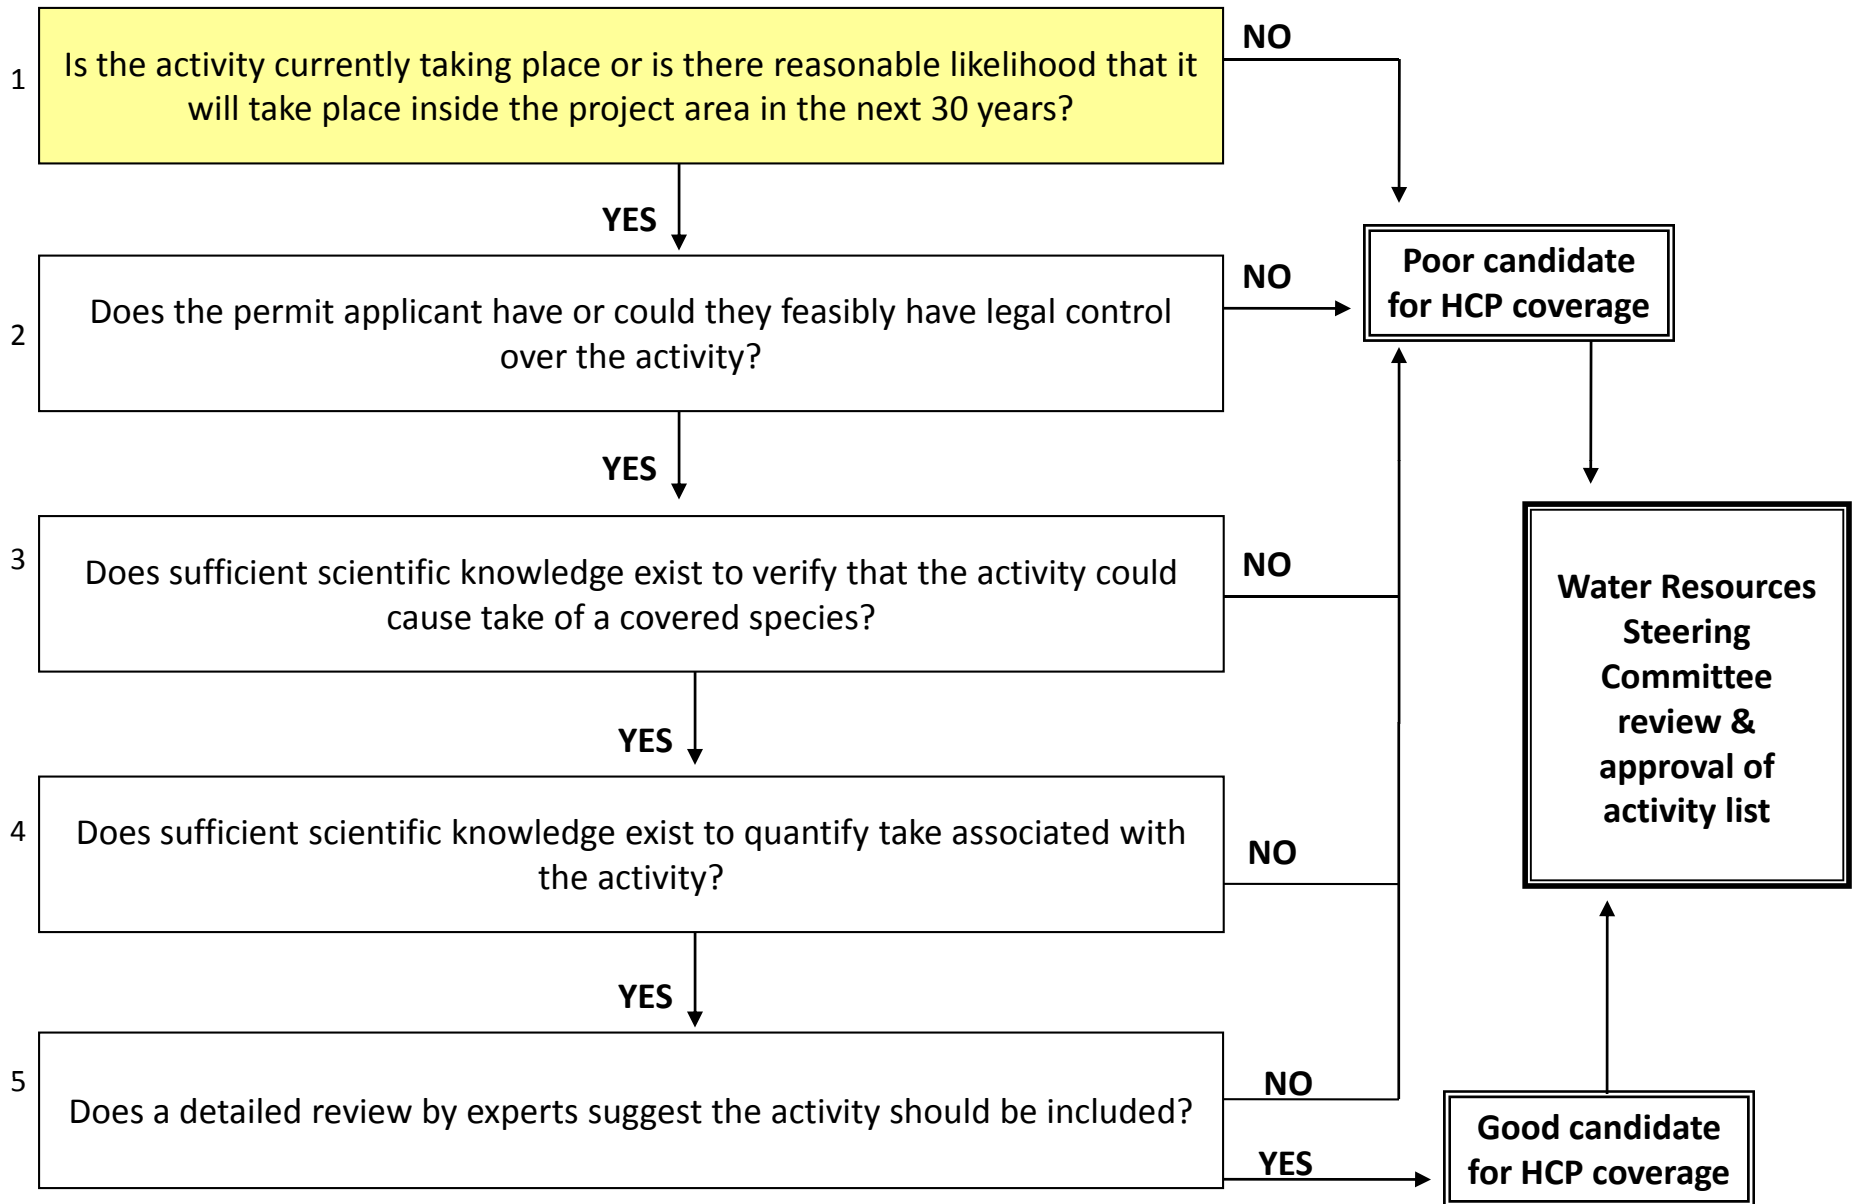 1
Is the activity currently taking place or is there reasonable likelihood that it
will take place inside the project area in the next 30 years?
NO
YES
Poor candidate
for HCP coverage
2
Does the permit applicant have or could they feasibly have legal control
over the activity?
NO
YES
3
Does sufficient scientific knowledge exist to verify that the activity could
cause take of a covered species?
NO
Water Resources
Steering
Committee
review &
approval of
activity list
YES
4
Does sufficient scientific knowledge exist to quantify take associated with
the activity?
NO
YES
5
Does a detailed review by experts suggest the activity should be included?
NO
YES
Good candidate
for HCP coverage